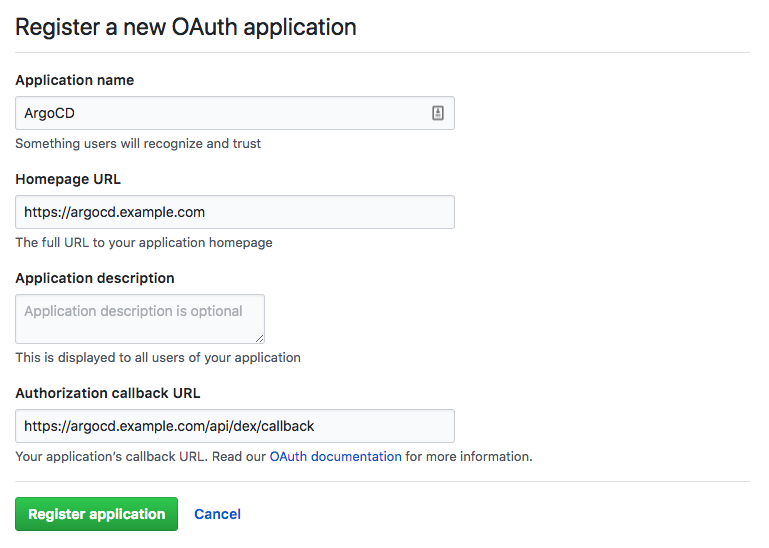 Register a new OAuth application
Application name
ArgoCD
Something users will recognize and trust
Homepage URL
https://argocd.example.com
The full URL to your application homepage
Application description
Application description is optional
This is displayed to all users of your application
Authorization callback URL
https://argocd.example.com/api/dex/callback
Your application’s callback URL. Read our OAuth documentation for more information.
Register application Cancel